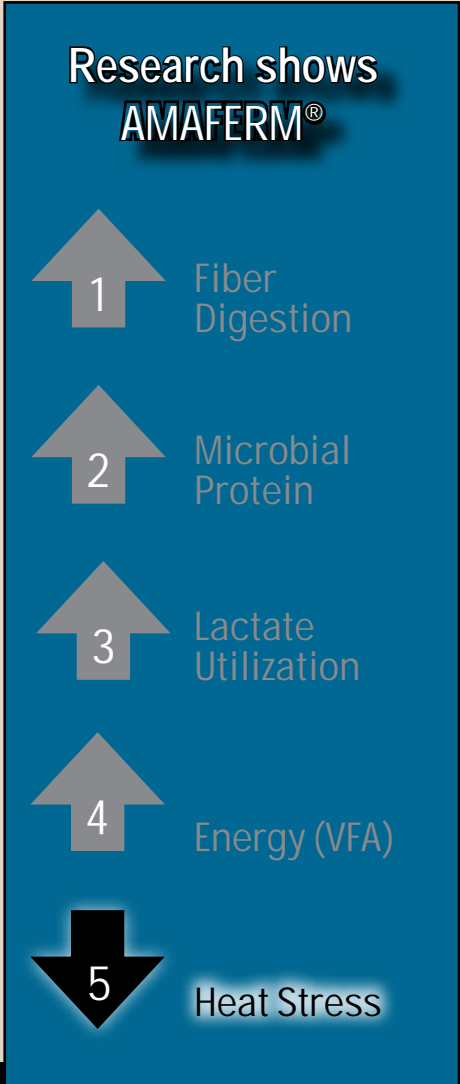 Research shows
AMAFERM®
1
Fiber
Digestion
2
Microbial
Protein
3
Lactate
Utilization
4
Energy (VFA)
5
Heat Stress